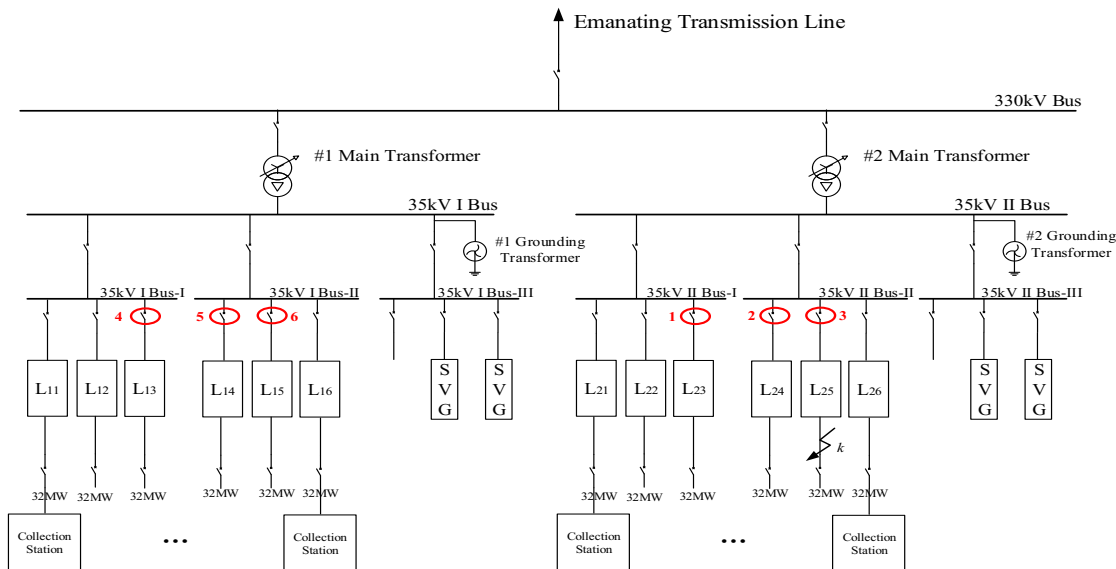 Emanating Transmission Line
330kV Bus
#1 Main Transformer
#2 Main Transformer
35kV I Bus
35kV II Bus
#1 Grounding
Transformer
#2 Grounding
Transformer
35kV I Bus-I
35kV I Bus-II
35kV I Bus-III
35kV II Bus-I
35kV II Bus-II
35kV II Bus-III
4
5
6
1
2
3
L11
L12
L13
L14
L15
L16
S
V
G
S
V
G
L21
L22
L23
L24
L25
L26
S
V
G
S
V
G
k
32MW
32MW
32MW
32MW
32MW
32MW
32MW
32MW
32MW
32MW
32MW
32MW
Collection
Station
...
Collection
Station
Collection
Station
...
Collection
Station